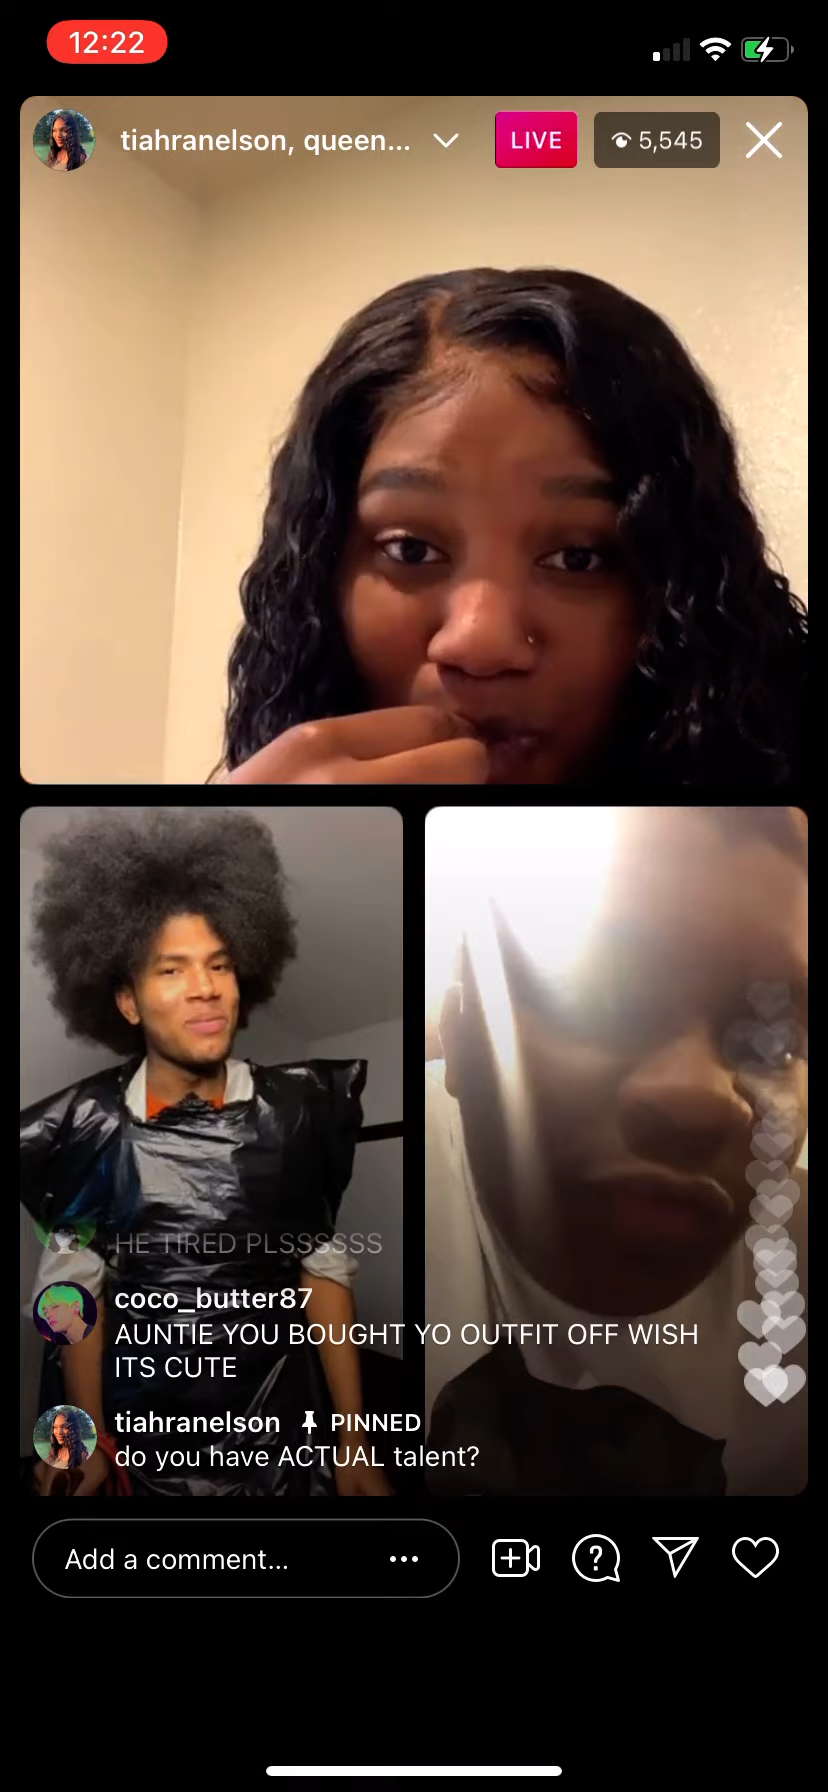 12:22
tiahranelson, queen...
LIVE
5,545
HE TIRED PLSSSSSS
coco_butter87
AUNTIE YOU BOUGHT YO OUTFIT OFF WISH
ITS CUTE
tiahranelson PINNED
do you have ACTUAL talent?
Add a comment...